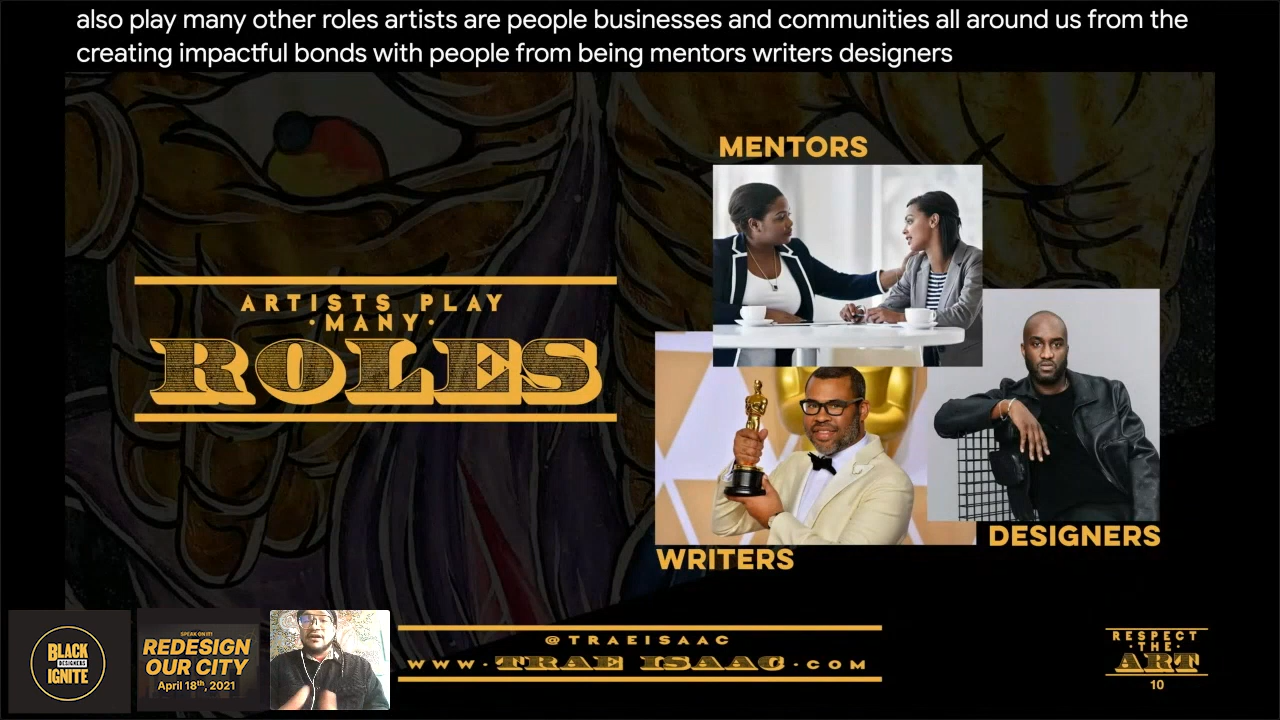 also play many other roles artists are people businesses and communities all around us from the
creating impactful bonds with people from being mentors writers designers
MENTORS
ARTISTS PLAY
·MANY·
ROLES
WRITERS
DESIGNERS
BLACK
DESIGNERS
IGNITE
SPEAK ON IT!
REDESIGN
OUR CITY
April 18th, 2021
@TRAEISAAC
WWW·TRAE ISAAC·COM
RESPECT
·THE·
ART
10